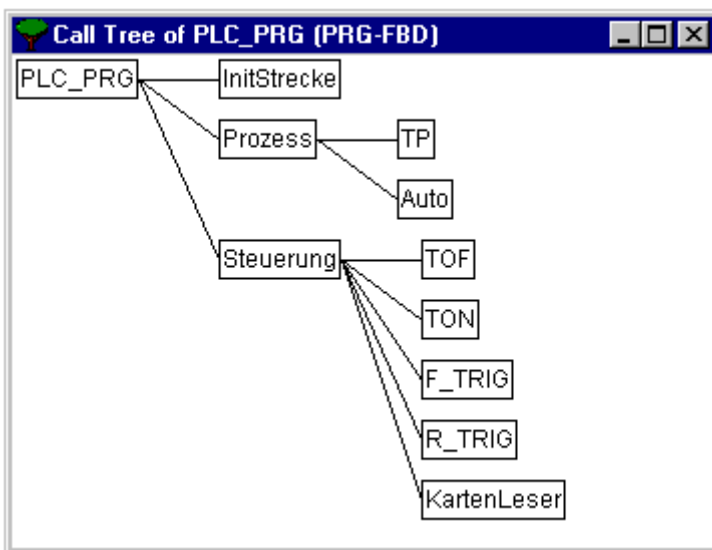 Call Tree of PLC_PRG (PRG-FBD)
PLC_PRG InitStrecke
Prozess TP
Auto
Steuerung TOF
TON
F_TRIG
R_TRIG
KartenLeser